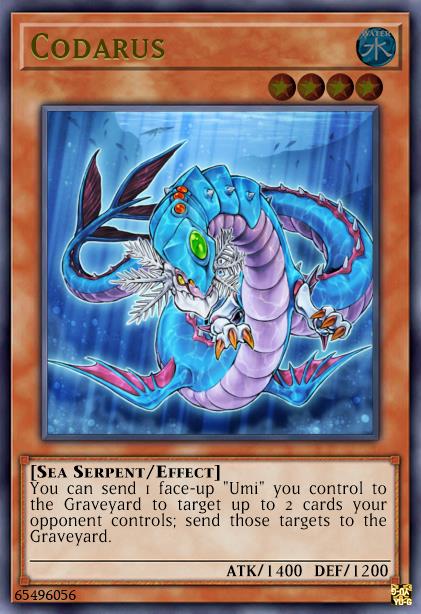 CODARUS
WATER
水
[SEA SERPENT/EFFECT]
You can send 1 face-up "Umi" you control to
the Graveyard to target up to 2 cards your
opponent controls; send those targets to the
Graveyard.
ATK/1400 DEF/1200
65496056